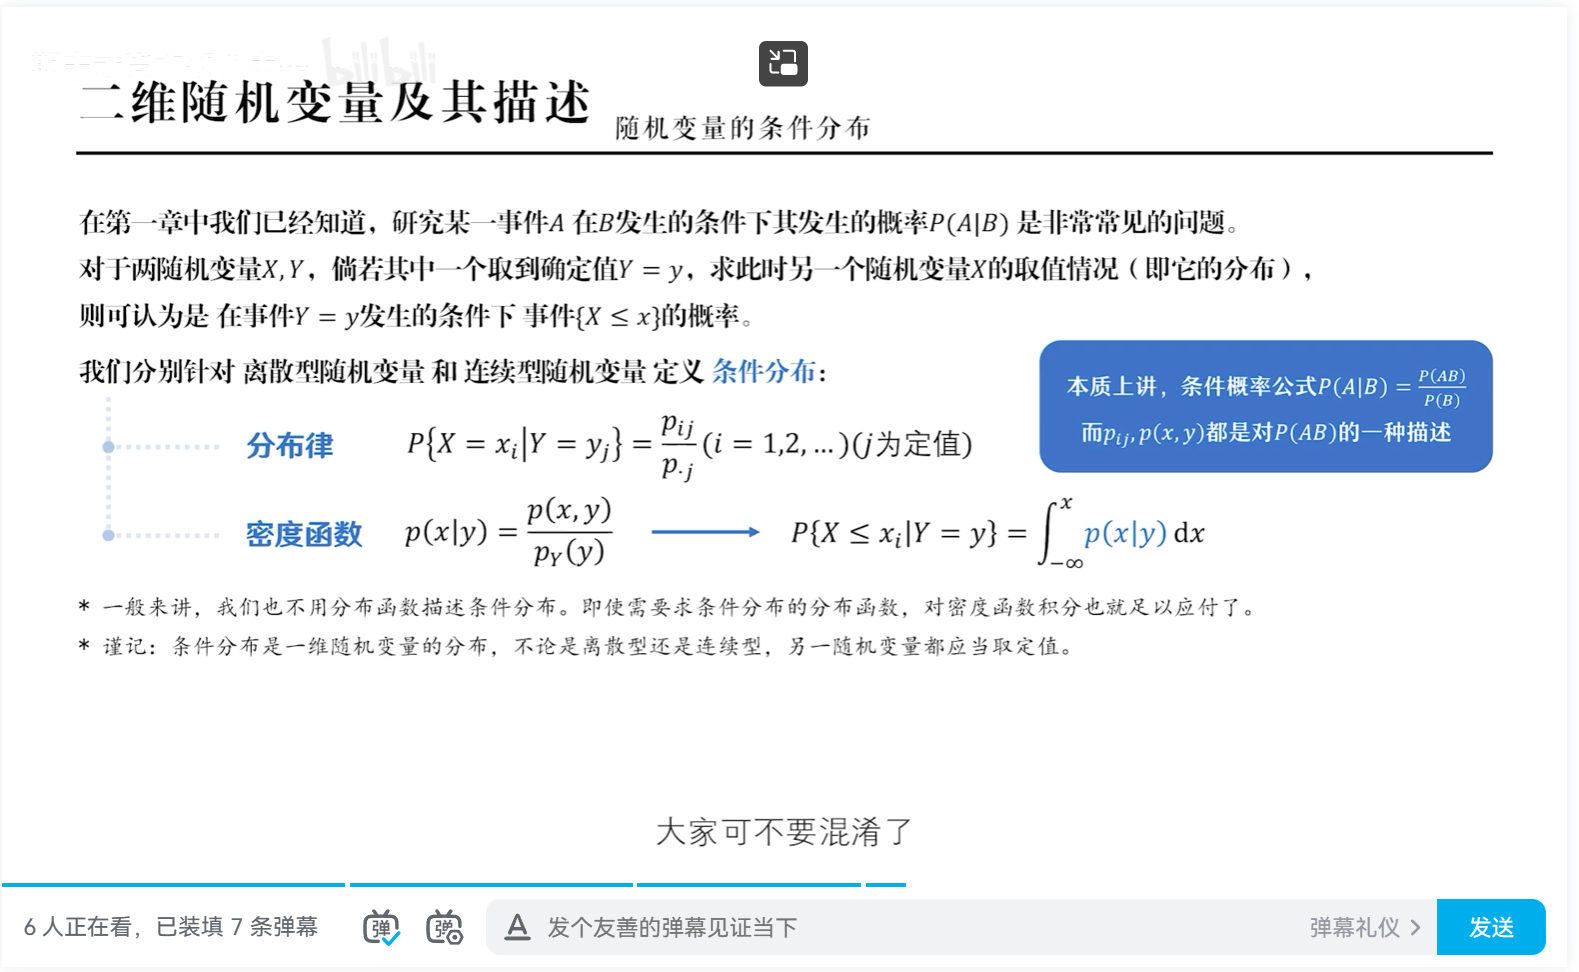 bilibili
二维随机变量及其描述 随机变量的条件分布
在第一章中我们已经知道，研究某一事件A 在B发生的条件下其发生的概率P(A|B) 是非常常见的问题。
对于两随机变量X,Y，倘若其中一个取到确定值Y = y，求此时另一个随机变量X的取值情况（即它的分布），
则可认为是 在事件Y = y发生的条件下 事件{X ≤ x}的概率。
我们分别针对 离散型随机变量 和 连续型随机变量 定义 条件分布：
本质上讲，条件概率公式P(A|B) = P(AB)/P(B)
而p_{ij}, p(x, y)都是对P(AB)的一种描述
分布律 P{X = x_i|Y = y_j} = p_{ij}/p_{·j} (i = 1,2, … )(j为定值)
密度函数 p(x|y) = p(x, y)/p_Y(y) → P{X ≤ x_i|Y = y} = ∫_{−∞}^{x} p(x|y) dx
* 一般来讲，我们也不用分布函数描述条件分布。即使需要求条件分布的分布函数，对密度函数积分也就足以应付了。
* 谨记：条件分布是一维随机变量的分布，不论是离散型还是连续型，另一随机变量都应当取定值。
大家可不要混淆了
6 人正在看，已装填 7 条弹幕 弹 弹 A 发个友善的弹幕见证当下 弹幕礼仪 > 发送